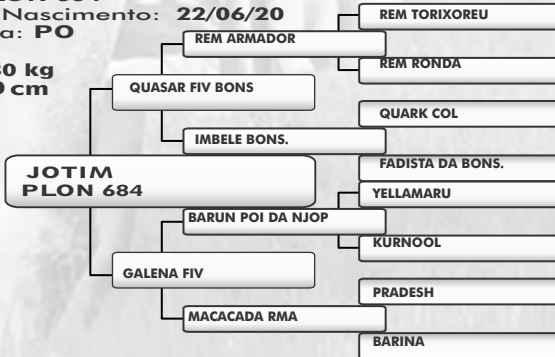 Nascimento: 22/06/20
PO
kg
cm
REM TORIXOREU
REM ARMADOR
REM RONDA
QUASAR FIV BONS
QUARK COL
IMBELE BONS.
FADISTA DA BONS.
JOTIM
PLON 684
YELLAMARU
BARUN POI DA NJOP
KURNOOL
GALENA FIV
PRADESH
MACACADA RMA
BARINA